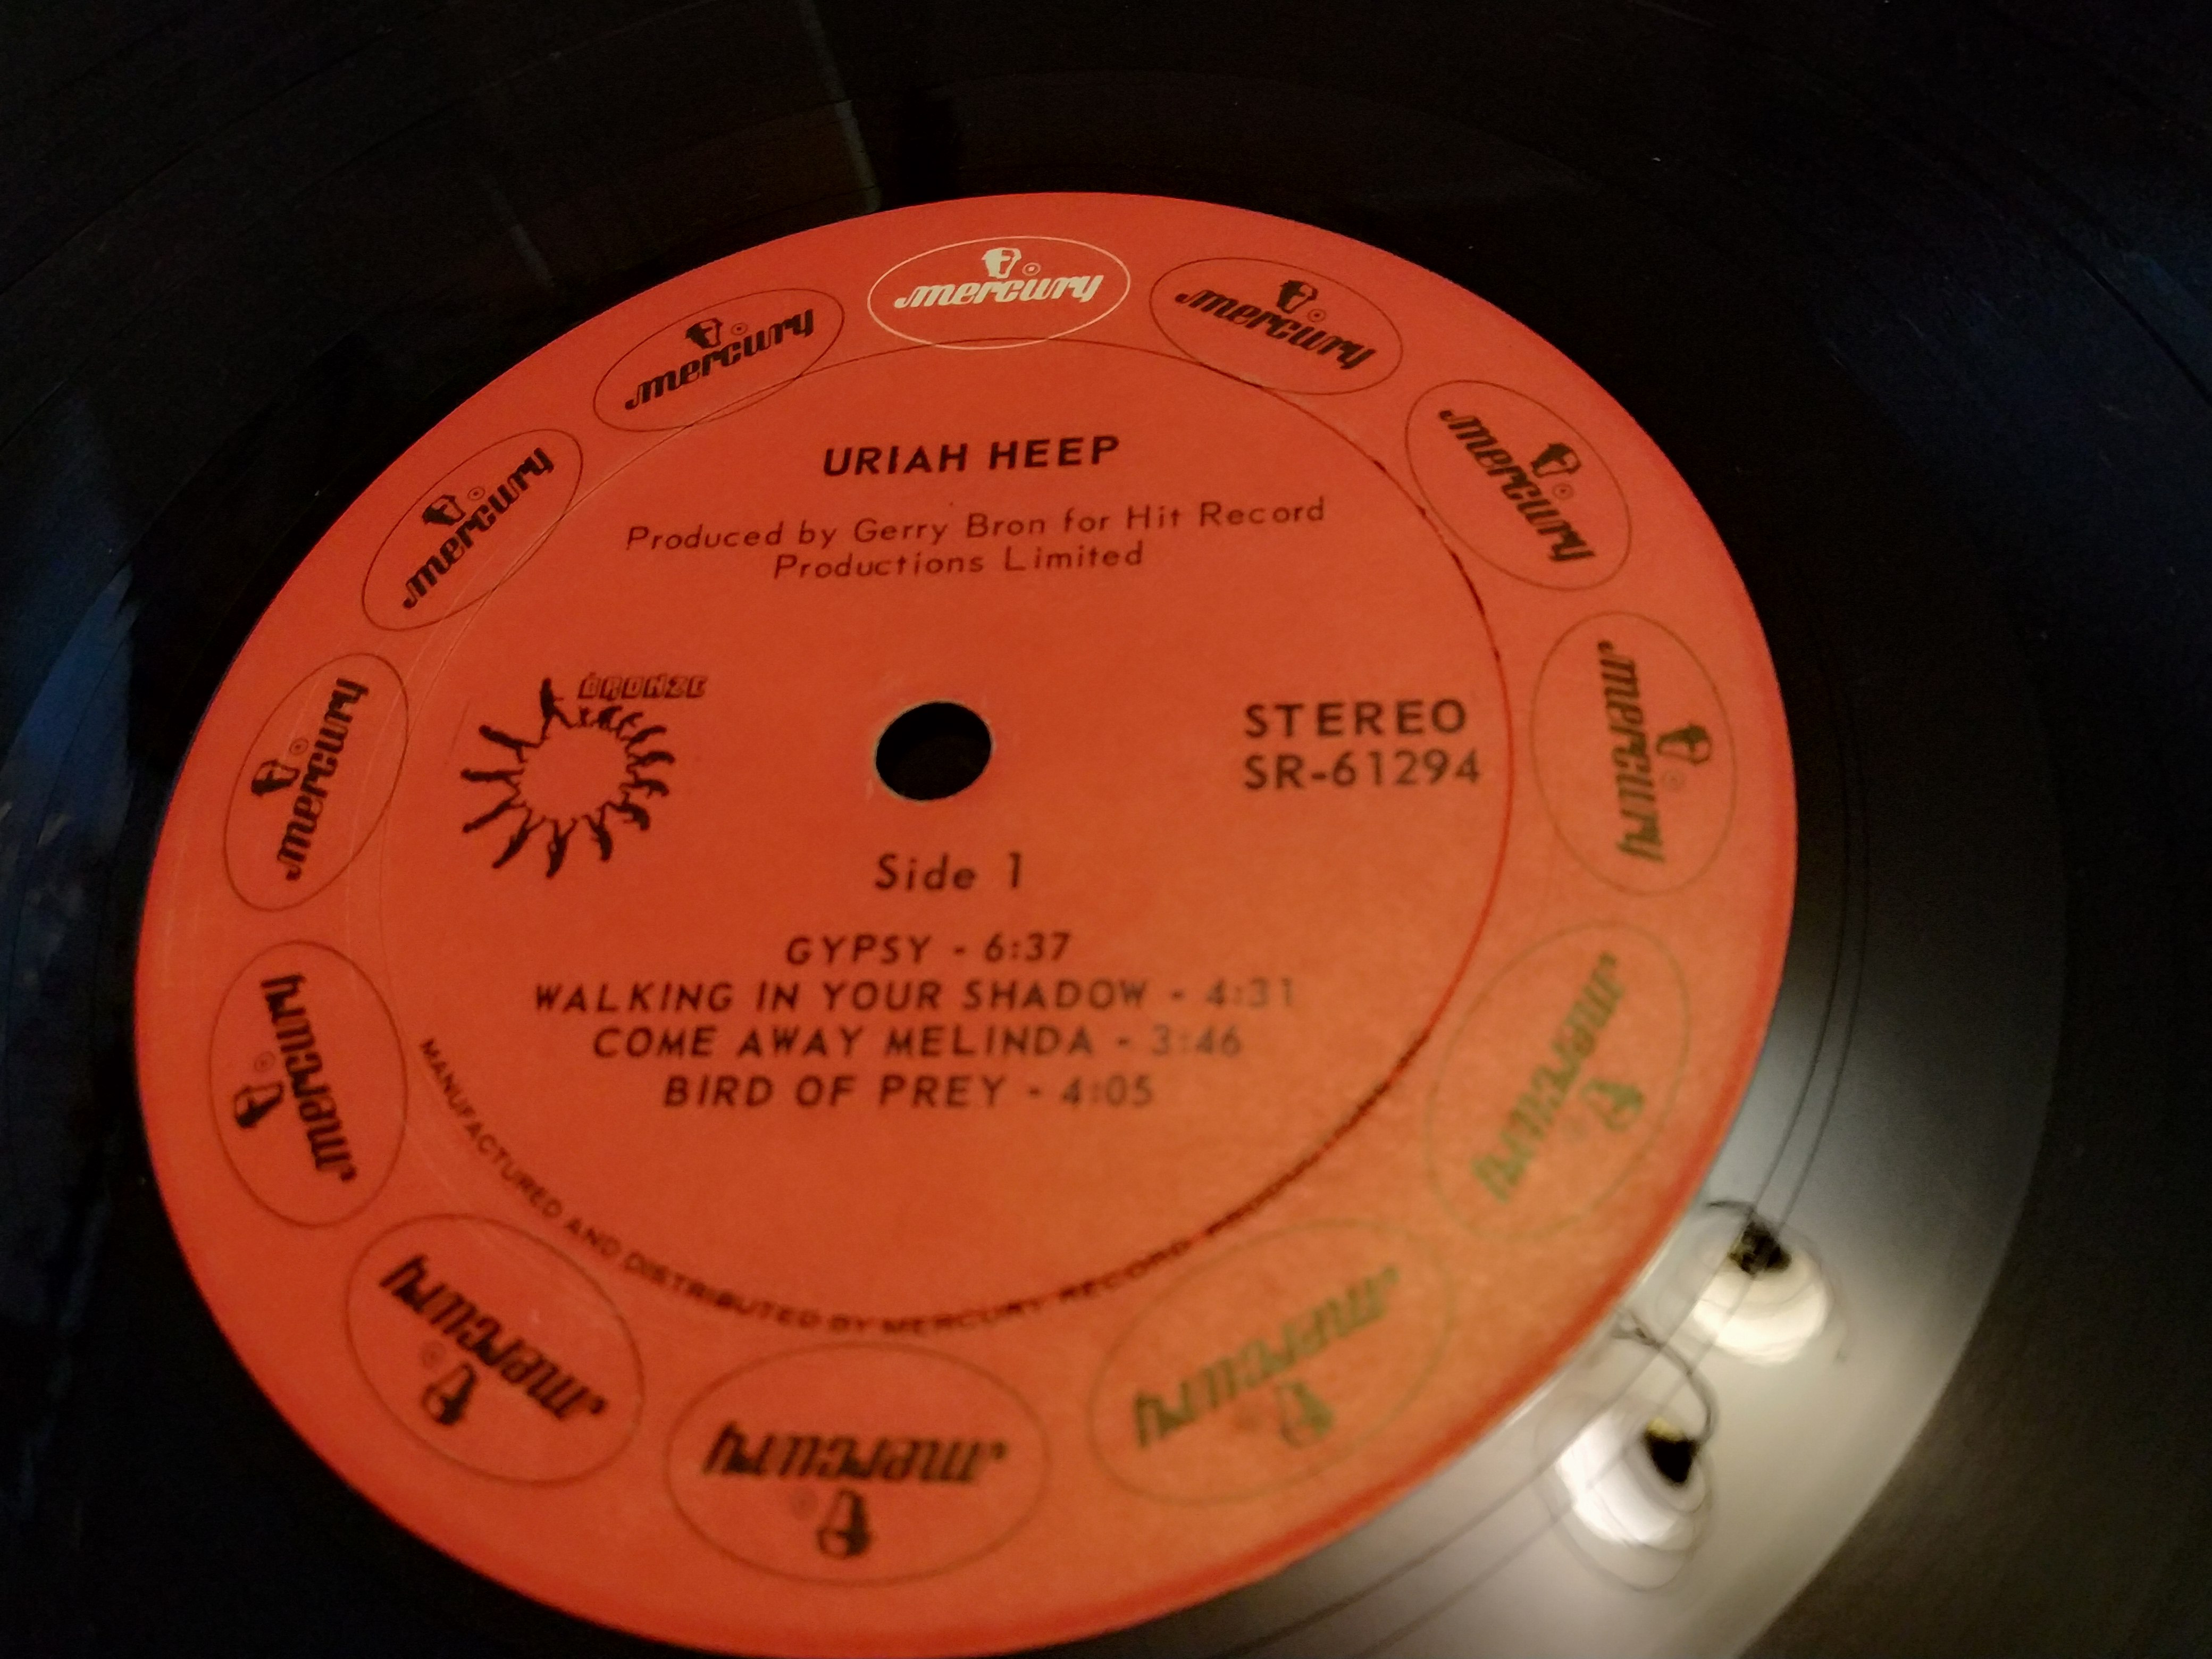 mercury
mercury
mercury
mercury
mercury
mercury
mercury
mercury
mercury
mercury
mercury
mercury
URIAH HEEP
Produced by Gerry Bron for Hit Record
Productions Limited
BRONZE
STEREO
SR-61294
Side 1
GYPSY - 6:37
WALKING IN YOUR SHADOW - 4:31
COME AWAY MELINDA - 3:46
BIRD OF PREY - 4:05
MANUFACTURED AND DISTRIBUTED BY MERCURY RECORD